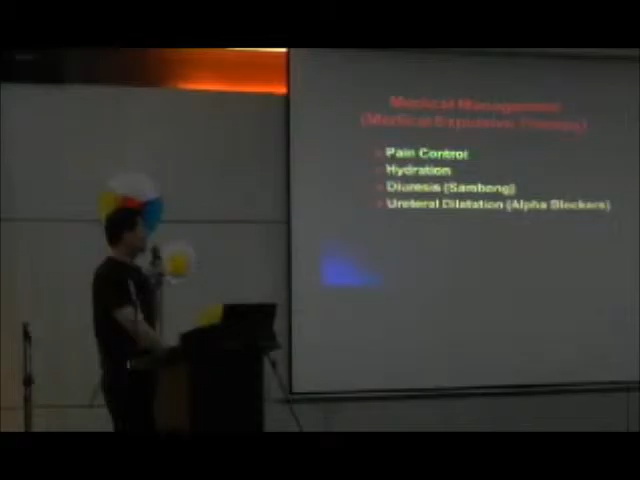 Medical Management
(Medical Expulsive Therapy)
Pain Control
Hydration
Diuresis (Sambong)
Ureteral Dilatation (Alpha Blockers)